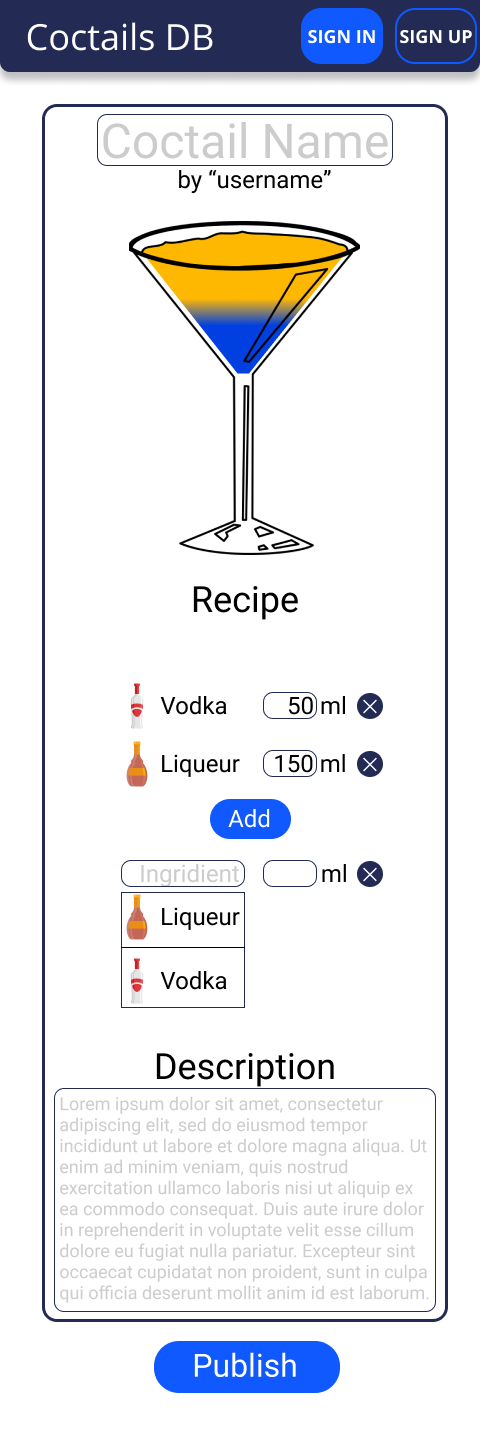 Coctails DB
SIGN IN
SIGN UP
Coctail Name
by “username”
Recipe
Vodka 50 ml
Liqueur 150 ml
Add
Ingridient ml
Liqueur
Vodka
Description
Lorem ipsum dolor sit amet, consectetur
adipiscing elit, sed do eiusmod tempor
incididunt ut labore et dolore magna aliqua. Ut
enim ad minim veniam, quis nostrud
exercitation ullamco laboris nisi ut aliquip ex
ea commodo consequat. Duis aute irure dolor
in reprehenderit in voluptate velit esse cillum
dolore eu fugiat nulla pariatur. Excepteur sint
occaecat cupidatat non proident, sunt in culpa
qui officia deserunt mollit anim id est laborum.
Publish